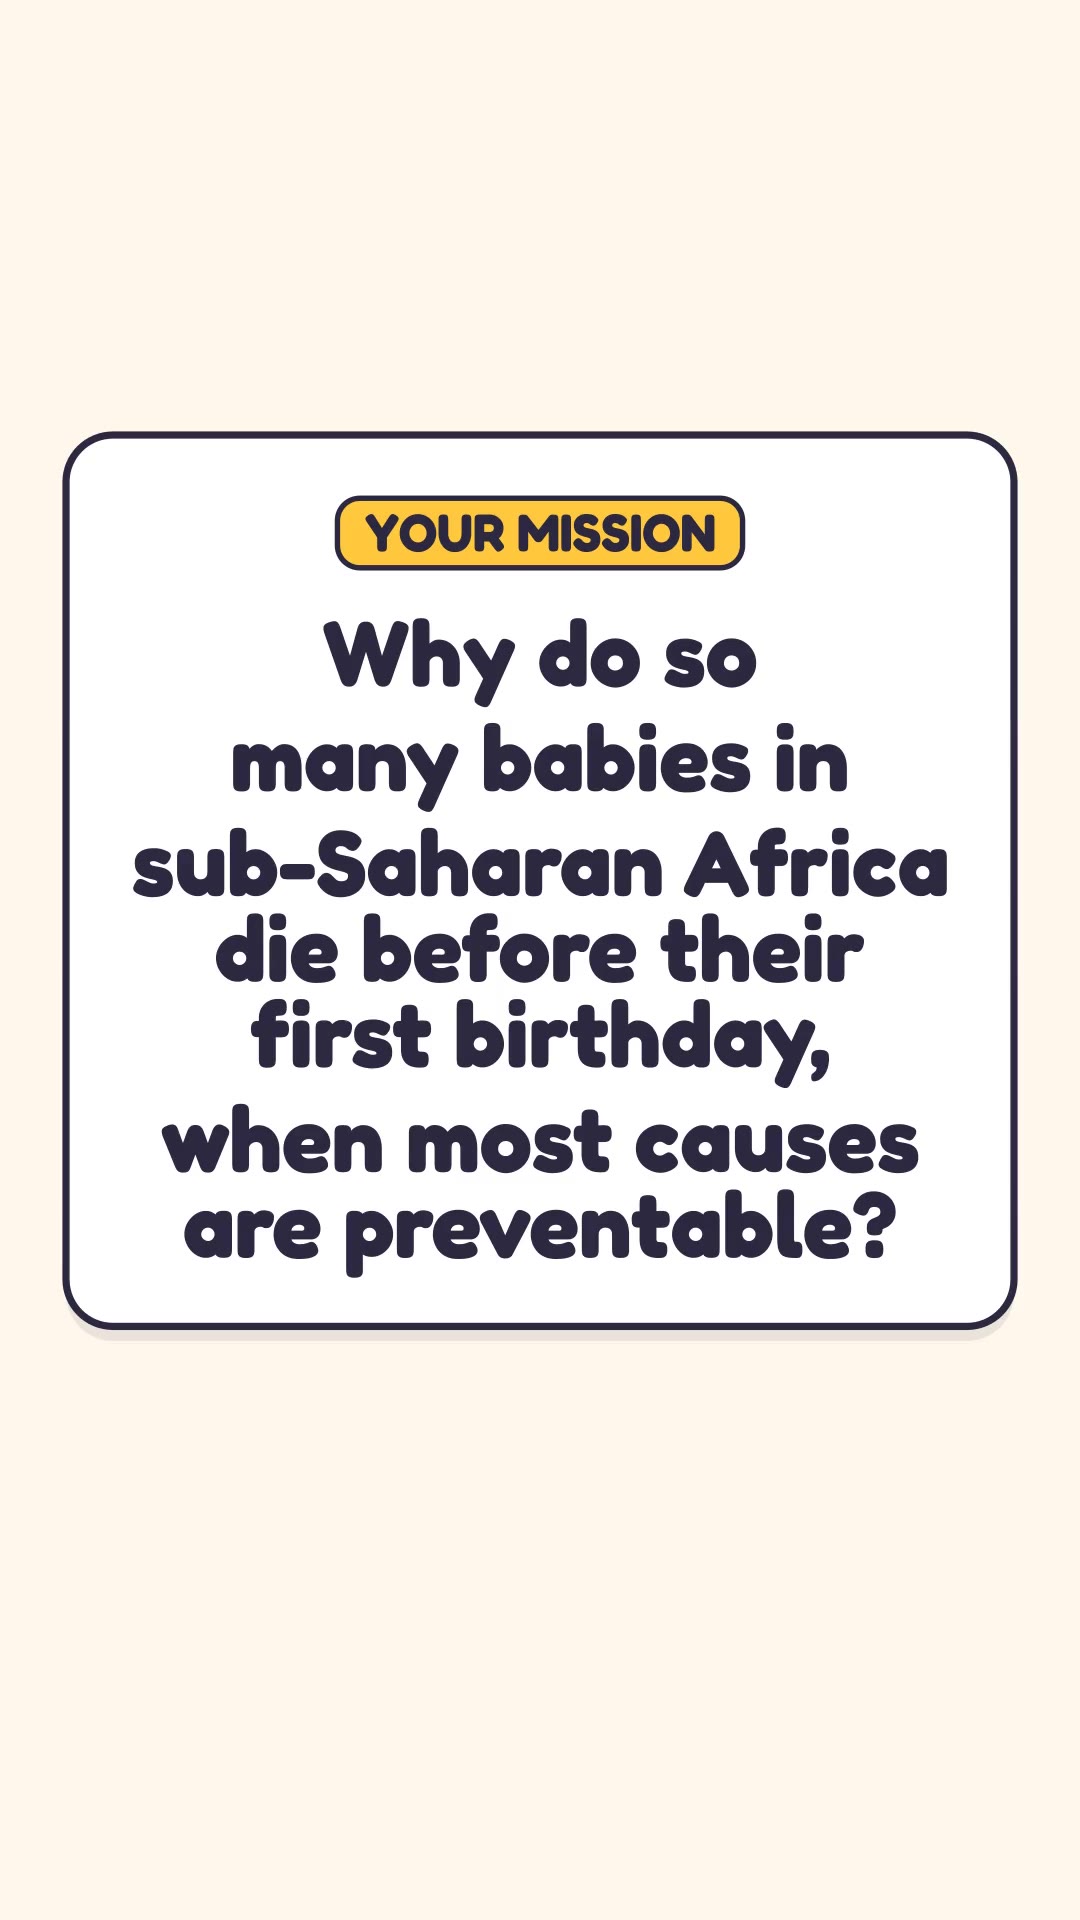 YOUR MISSION
Why do so
many babies in
sub-Saharan Africa
die before their
first birthday,
when most causes
are preventable?